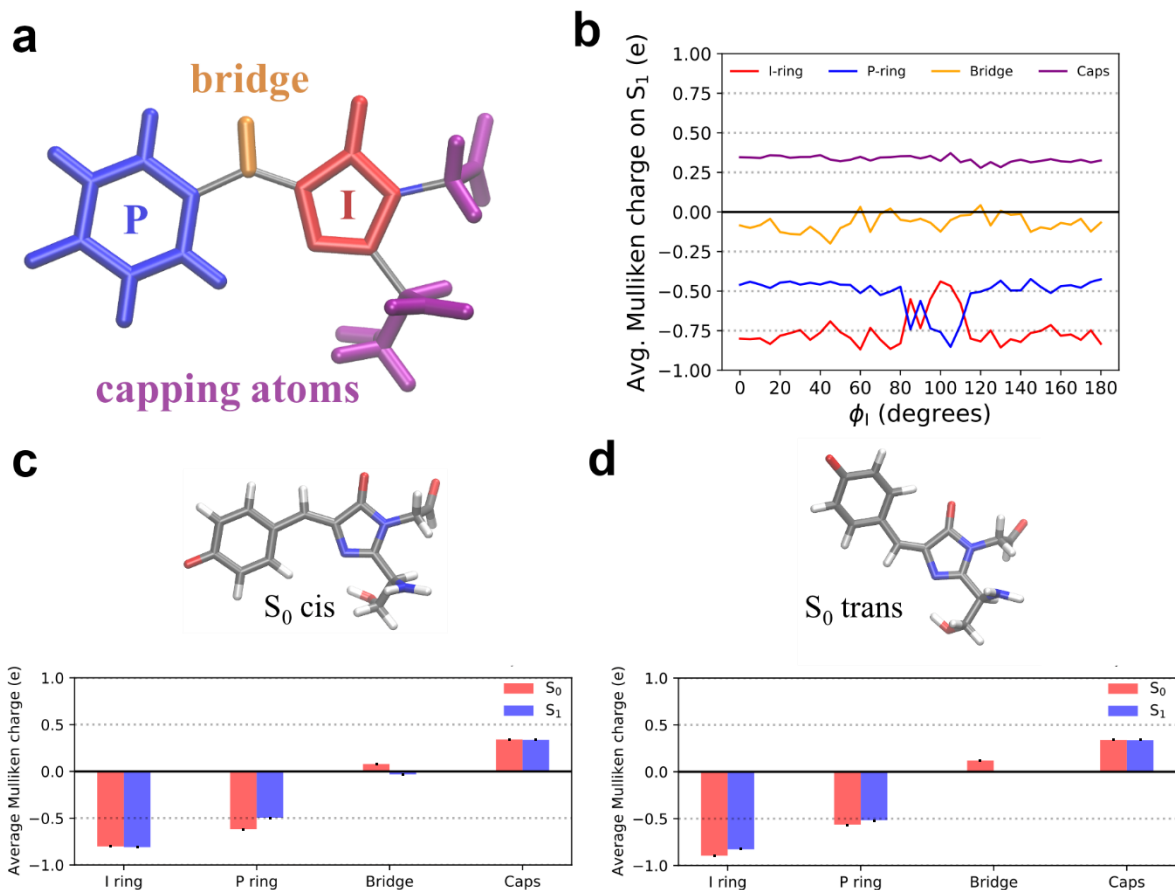 a
bridge
P
I
capping atoms
b
Avg. Mulliken charge on S₁ (e)
I-ring P-ring Bridge Caps
1.00
0.75
0.50
0.25
0.00
−0.25
−0.50
−0.75
−1.00
0 20 40 60 80 100 120 140 160 180
ϕI (degrees)
c
S₀ cis
Average Mulliken charge (e)
1.0
0.5
0.0
−0.5
−1.0
S₀
S₁
I ring P ring Bridge Caps
d
S₀ trans
Average Mulliken charge (e)
1.0
0.5
0.0
−0.5
−1.0
S₀
S₁
I ring P ring Bridge Caps